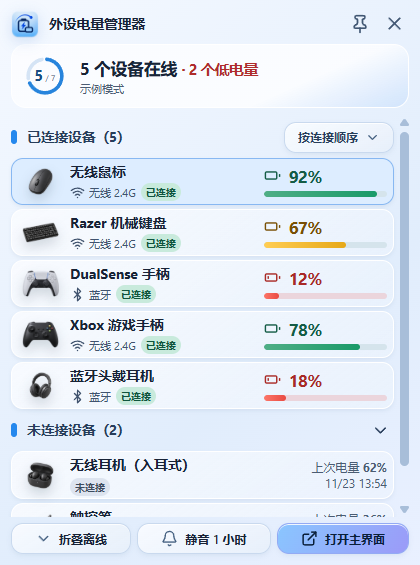 外设电量管理器
5 / 7
5 个设备在线 · 2 个低电量
示例模式
已连接设备（5）
按连接顺序
无线鼠标
无线 2.4G 已连接
92%
Razer 机械键盘
无线 2.4G 已连接
67%
DualSense 手柄
蓝牙 已连接
12%
Xbox 游戏手柄
无线 2.4G 已连接
78%
蓝牙头戴耳机
蓝牙 已连接
18%
未连接设备（2）
无线耳机（入耳式）
未连接
上次电量 62%
11/23 13:54
折叠离线
静音 1 小时
打开主界面